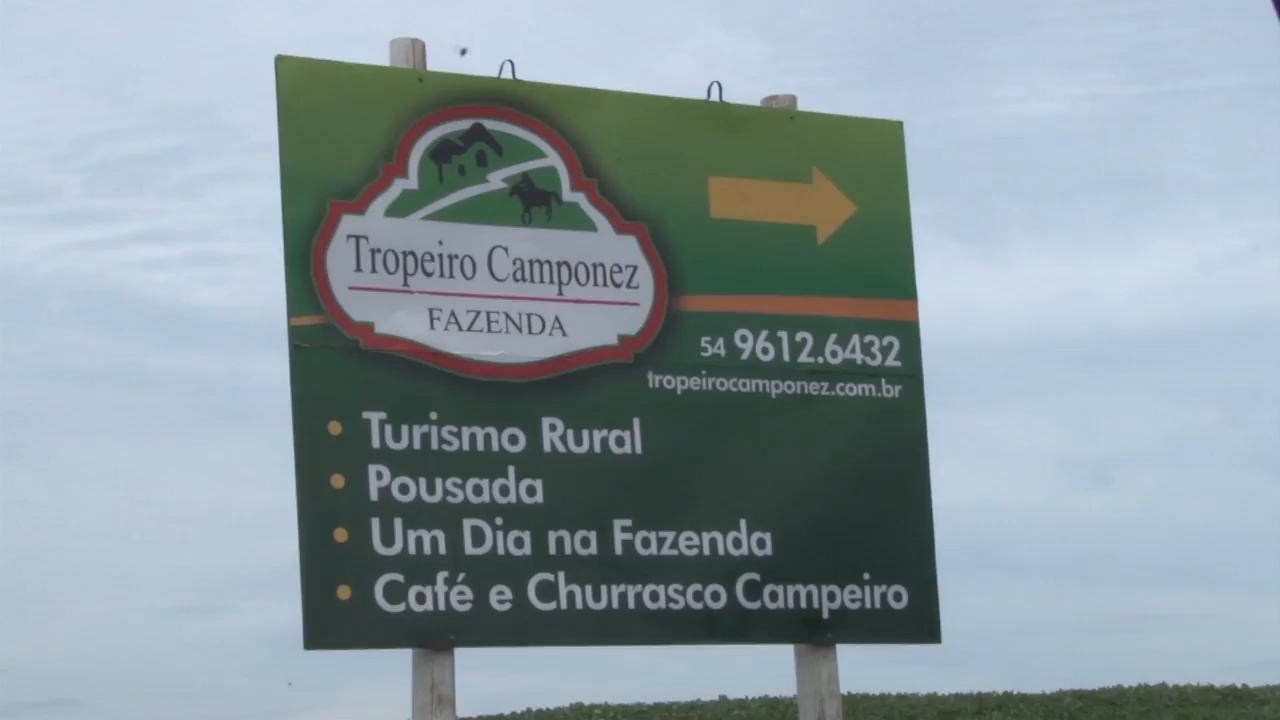 Tropeiro Camponez
FAZENDA
54 9612.6432
tropeirocamponez.com.br
• Turismo Rural
• Pousada
• Um Dia na Fazenda
• Café e Churrasco Campeiro